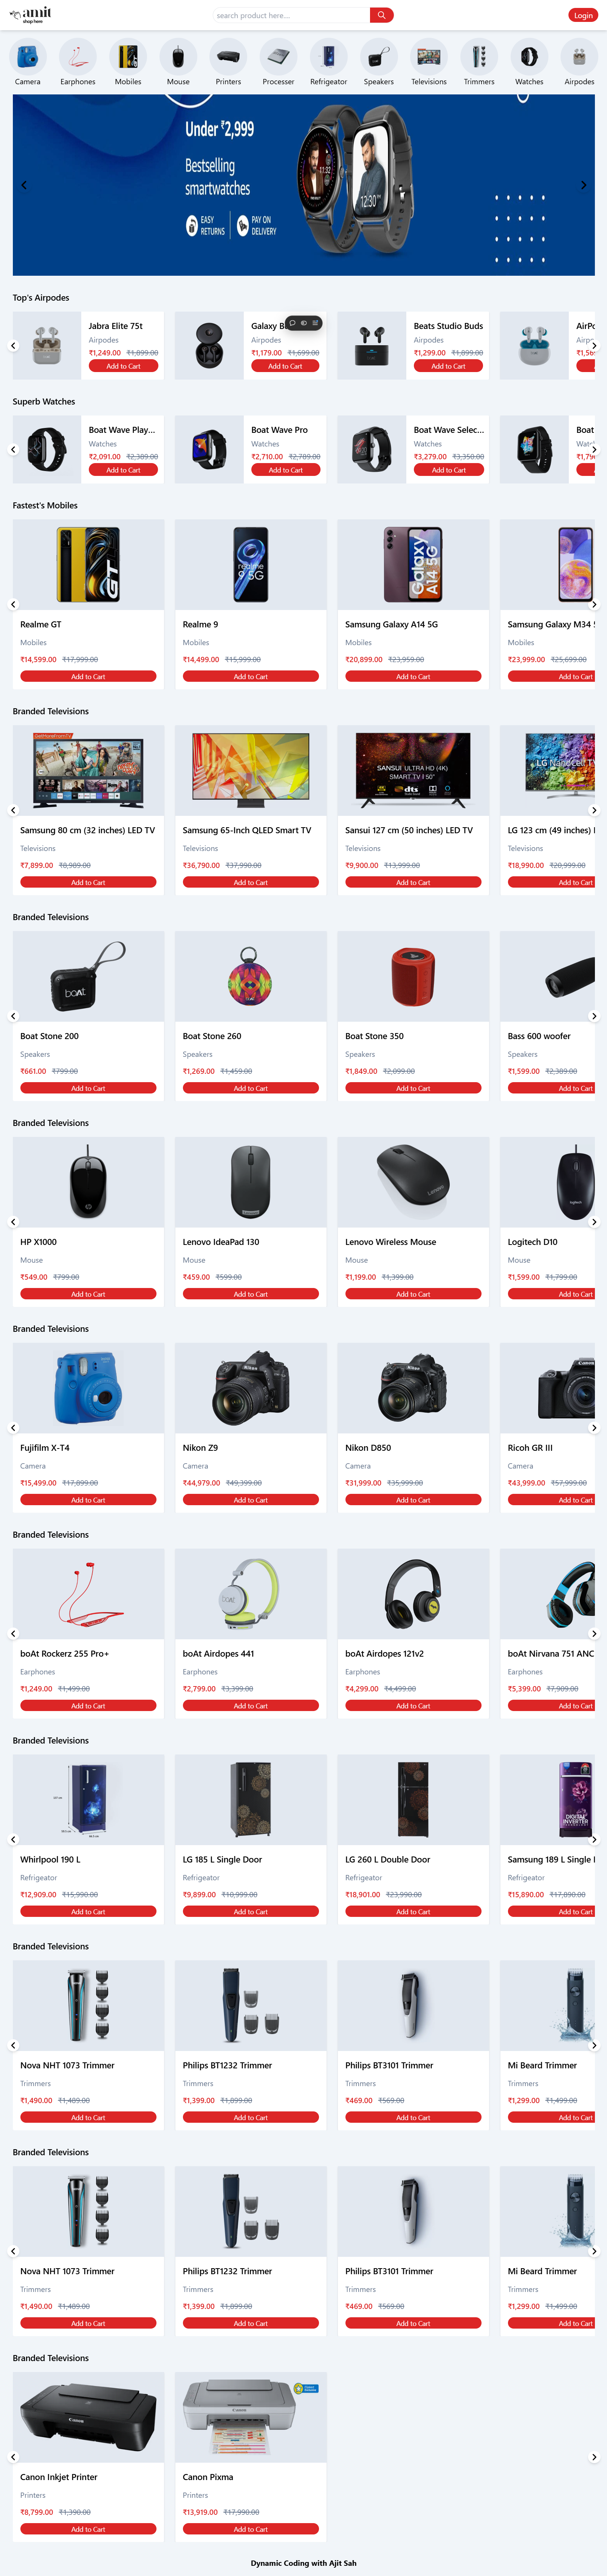 amit
shop here
search product here....
Login
Camera
Earphones
Mobiles
Mouse
Printers
Processer
Refrigeator
Speakers
Televisions
Trimmers
Watches
Airpodes
Under ₹2,999
Bestselling
smartwatches
EASY
RETURNS
PAY ON
DELIVERY
Top's Airpodes
Jabra Elite 75t
Airpodes
₹1,249.00 ₹1,899.00
Add to Cart
Galaxy B
Airpodes
₹1,179.00 ₹1,699.00
Add to Cart
Beats Studio Buds
Airpodes
₹1,299.00 ₹1,899.00
Add to Cart
Superb Watches
Boat Wave Play...
Watches
₹2,091.00 ₹2,389.00
Add to Cart
Boat Wave Pro
Watches
₹2,710.00 ₹2,789.00
Add to Cart
Boat Wave Selec...
Watches
₹3,279.00 ₹3,350.00
Add to Cart
Boat
Fastest's Mobiles
Realme GT
Mobiles
₹14,599.00 ₹17,999.00
Add to Cart
Realme 9
Mobiles
₹14,499.00 ₹15,999.00
Add to Cart
Samsung Galaxy A14 5G
Mobiles
₹20,899.00 ₹23,959.00
Add to Cart
Samsung Galaxy M34
Mobiles
₹23,999.00 ₹25,699.00
Add to Cart
Branded Televisions
Samsung 80 cm (32 inches) LED TV
Televisions
₹7,899.00 ₹8,989.00
Add to Cart
Samsung 65-Inch QLED Smart TV
Televisions
₹36,790.00 ₹37,990.00
Add to Cart
SANSUI ULTRA HD (4K)
SMART TV | 50"
Sansui 127 cm (50 inches) LED TV
Televisions
₹9,900.00 ₹13,999.00
Add to Cart
LG 123 cm (49 inches)
Televisions
₹18,990.00 ₹20,999.00
Add to Cart
Branded Televisions
Boat Stone 200
Speakers
₹661.00 ₹799.00
Add to Cart
Boat Stone 260
Speakers
₹1,269.00 ₹1,459.00
Add to Cart
Boat Stone 350
Speakers
₹1,849.00 ₹2,099.00
Add to Cart
Bass 600 woofer
Speakers
₹1,599.00 ₹2,389.00
Add to Cart
Branded Televisions
HP X1000
Mouse
₹549.00 ₹799.00
Add to Cart
Lenovo IdeaPad 130
Mouse
₹459.00 ₹599.00
Add to Cart
Lenovo Wireless Mouse
Mouse
₹1,199.00 ₹1,399.00
Add to Cart
Logitech D10
Mouse
₹1,599.00 ₹1,799.00
Add to Cart
Branded Televisions
Fujifilm X-T4
Camera
₹15,499.00 ₹17,899.00
Add to Cart
Nikon Z9
Camera
₹44,979.00 ₹49,399.00
Add to Cart
Nikon D850
Camera
₹31,999.00 ₹35,999.00
Add to Cart
Ricoh GR III
Camera
₹43,999.00 ₹57,999.00
Add to Cart
Branded Televisions
boAt Rockerz 255 Pro+
Earphones
₹1,249.00 ₹1,499.00
Add to Cart
boAt Airdopes 441
Earphones
₹2,799.00 ₹3,399.00
Add to Cart
boAt Airdopes 121v2
Earphones
₹4,299.00 ₹4,499.00
Add to Cart
boAt Nirvana 751 ANC
Earphones
₹5,399.00 ₹7,909.00
Add to Cart
Branded Televisions
Whirlpool 190 L
Refrigeator
₹12,909.00 ₹15,990.00
Add to Cart
LG 185 L Single Door
Refrigeator
₹9,899.00 ₹10,999.00
Add to Cart
LG 260 L Double Door
Refrigeator
₹18,901.00 ₹23,990.00
Add to Cart
DIGITAL
INVERTER
Samsung 189 L Single
Refrigeator
₹15,890.00 ₹17,890.00
Add to Cart
Branded Televisions
Nova NHT 1073 Trimmer
Trimmers
₹1,490.00 ₹1,489.00
Add to Cart
Philips BT1232 Trimmer
Trimmers
₹1,399.00 ₹1,899.00
Add to Cart
Philips BT3101 Trimmer
Trimmers
₹469.00 ₹569.00
Add to Cart
Mi Beard Trimmer
Trimmers
₹1,299.00 ₹1,499.00
Add to Cart
Branded Televisions
Nova NHT 1073 Trimmer
Trimmers
₹1,490.00 ₹1,489.00
Add to Cart
Philips BT1232 Trimmer
Trimmers
₹1,399.00 ₹1,899.00
Add to Cart
Philips BT3101 Trimmer
Trimmers
₹469.00 ₹569.00
Add to Cart
Mi Beard Trimmer
Trimmers
₹1,299.00 ₹1,499.00
Add to Cart
Branded Televisions
Canon Inkjet Printer
Printers
₹8,799.00 ₹1,390.00
Add to Cart
Canon Pixma
Printers
₹13,919.00 ₹17,990.00
Add to Cart
Dynamic Coding with Ajit Sah